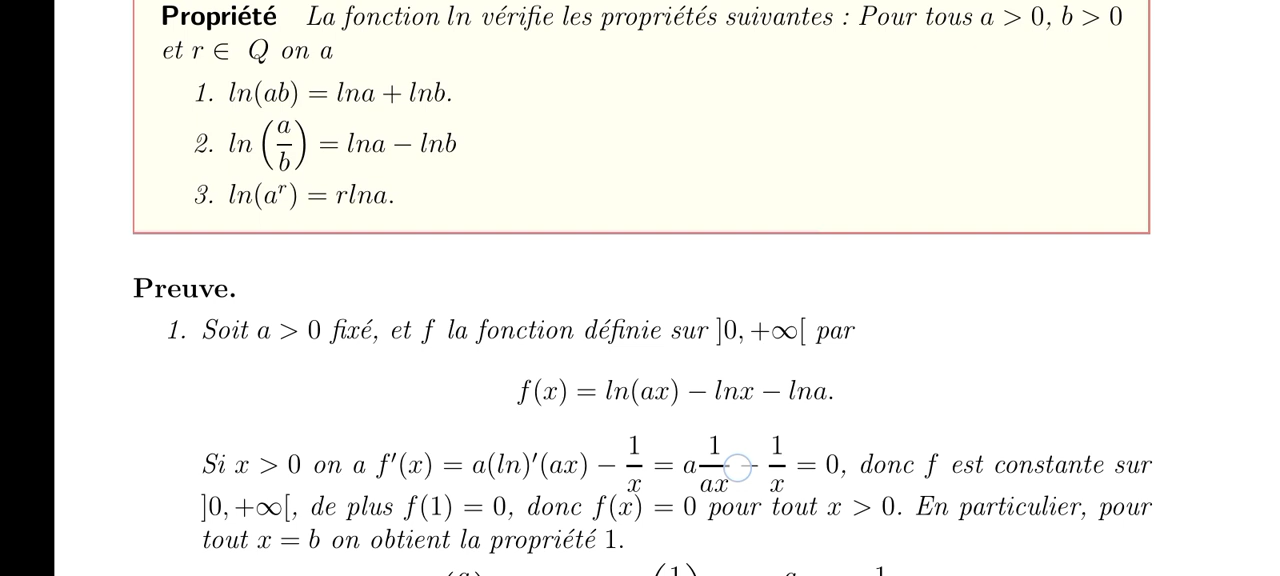 Propriété La fonction ln vérifie les propriétés suivantes : Pour tous a > 0, b > 0
et r ∈ Q on a
1. ln(ab) = lna + lnb.
2. ln(a/b) = lna − lnb
3. ln(a^r) = rlna.
Preuve.
1. Soit a > 0 fixé, et f la fonction définie sur ]0, +∞[ par
f(x) = ln(ax) − lnx − lna.
Si x > 0 on a f′(x) = a(ln)′(ax) − 1/x = a 1/ax − 1/x = 0, donc f est constante sur
]0, +∞[, de plus f(1) = 0, donc f(x) = 0 pour tout x > 0. En particulier, pour
tout x = b on obtient la propriété 1.